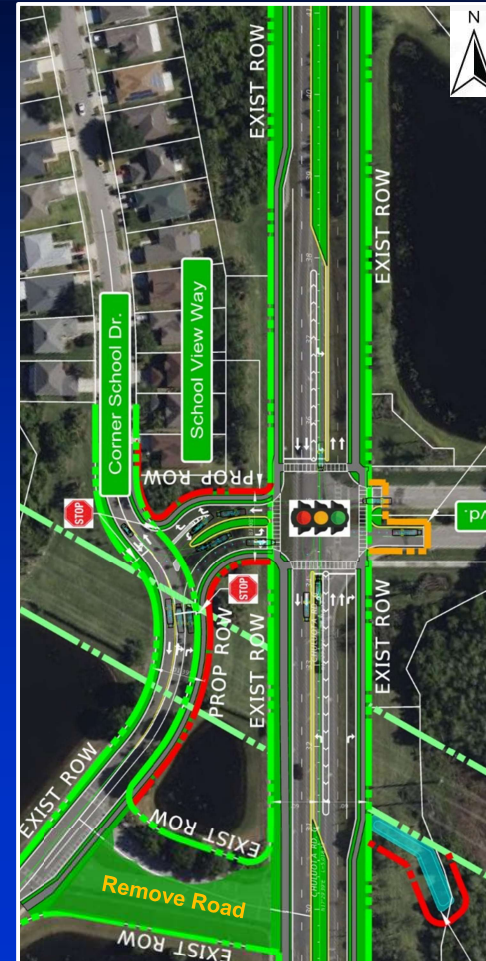 N
EXIST ROW
EXIST ROW
Corner School Dr.
School View Way
PROP ROW
STOP
vd.
STOP
PROP ROW
EXIST ROW
EXIST ROW
EXIST ROW
EXIST ROW
Remove Road
EXIST ROW